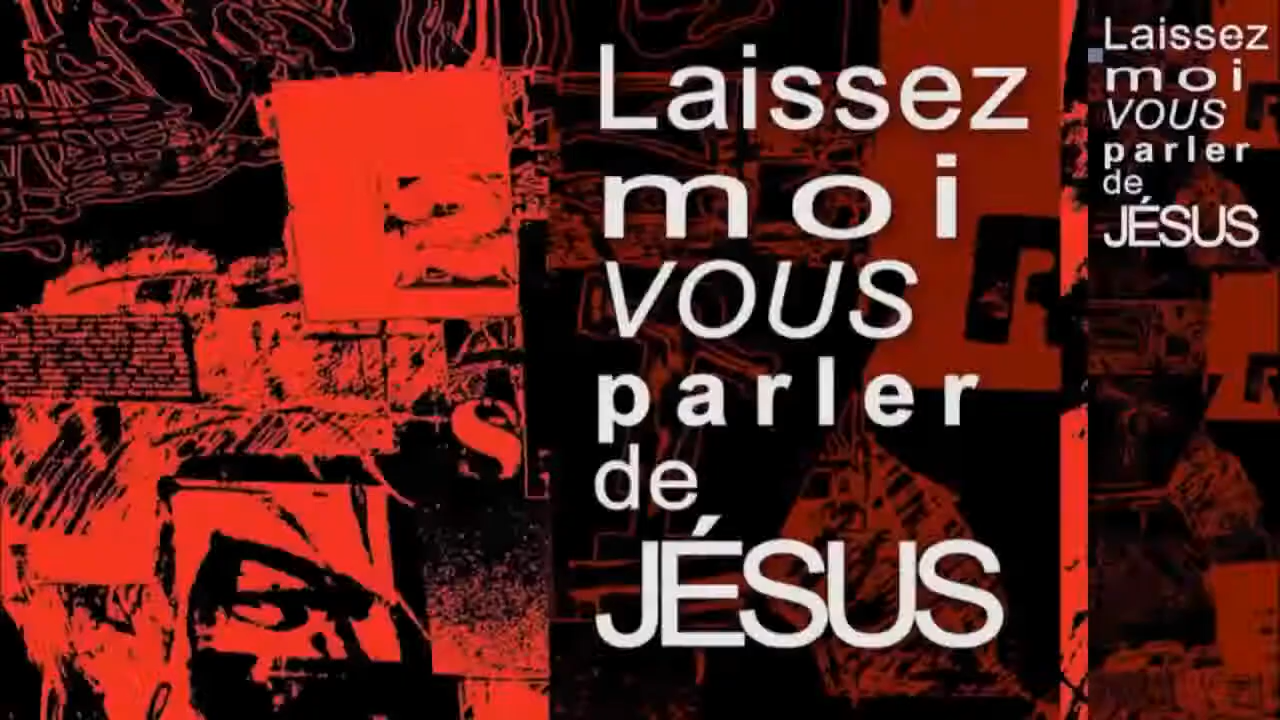 Laissez
moi
VOUS
parler
de
JÉSUS
Laissez
moi
VOUS
parler
de
JÉSUS